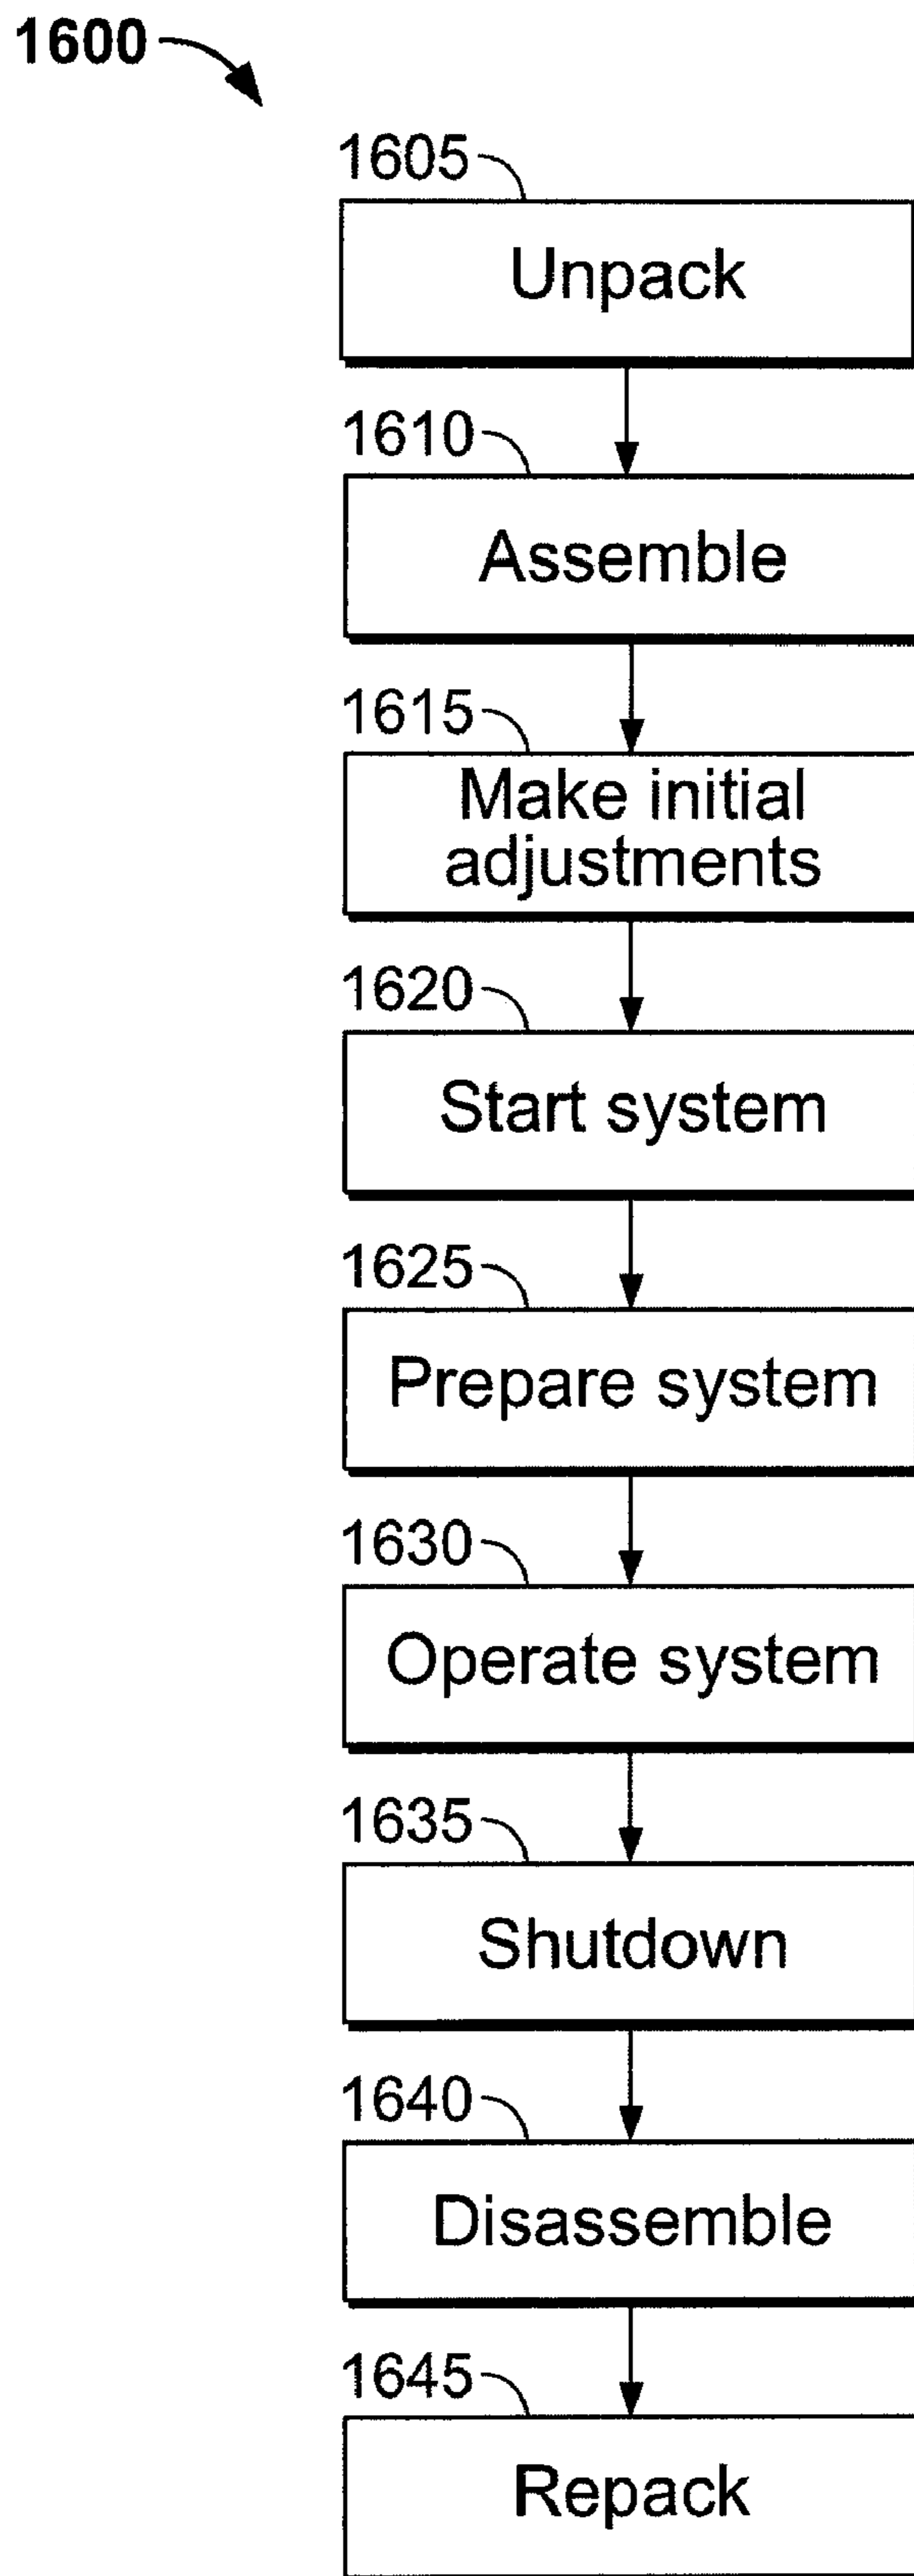 1600
1605
Unpack
1610
Assemble
1615
Make initial
adjustments
1620
Start system
1625
Prepare system
1630
Operate system
1635
Shutdown
1640
Disassemble
1645
Repack